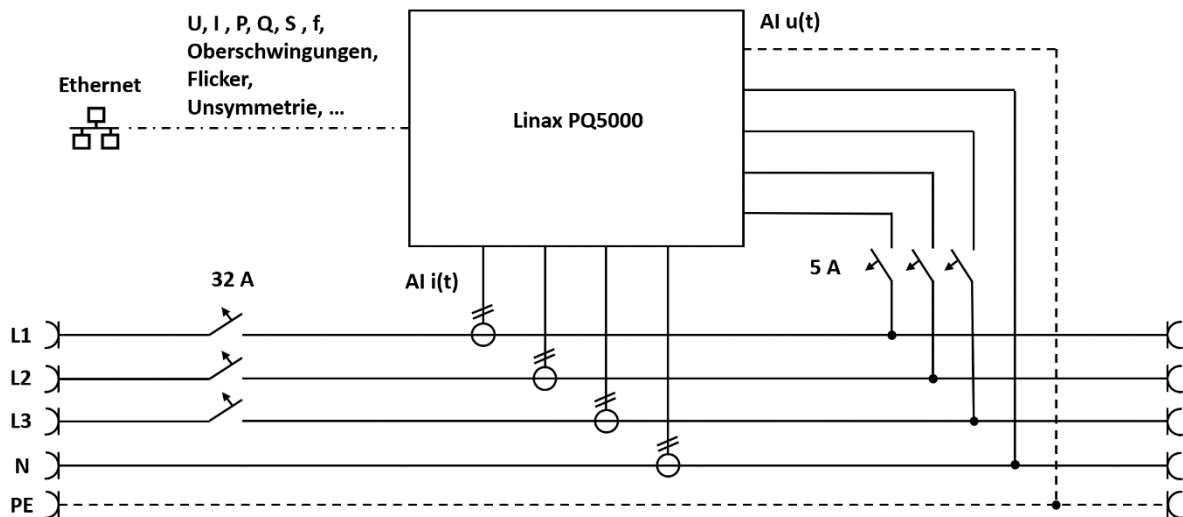 U, I , P, Q, S , f,
Oberschwingungen,
Flicker,
Unsymmetrie, ...
Ethernet
Linax PQ5000
AI u(t)
AI i(t)
5 A
32 A
L1
L2
L3
N
PE